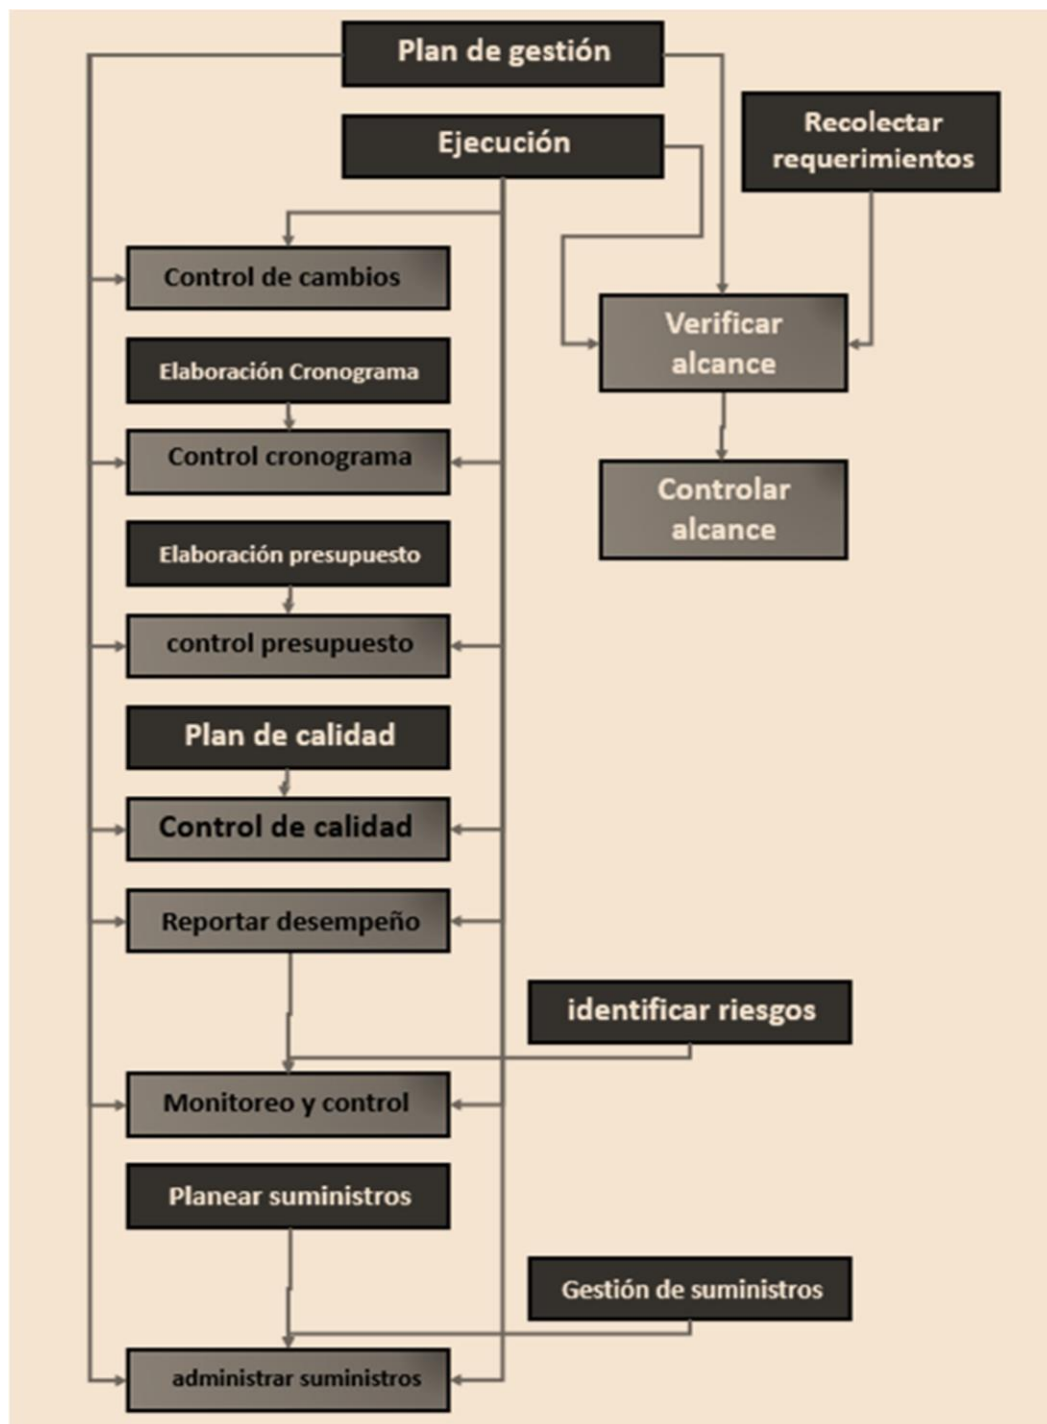 Plan de gestión
Ejecución
Recolectar
requerimientos
Control de cambios
Verificar
alcance
Elaboración Cronograma
Control cronograma
Controlar
alcance
Elaboración presupuesto
control presupuesto
Plan de calidad
Control de calidad
Reportar desempeño
identificar riesgos
Monitoreo y control
Planear suministros
Gestión de suministros
administrar suministros